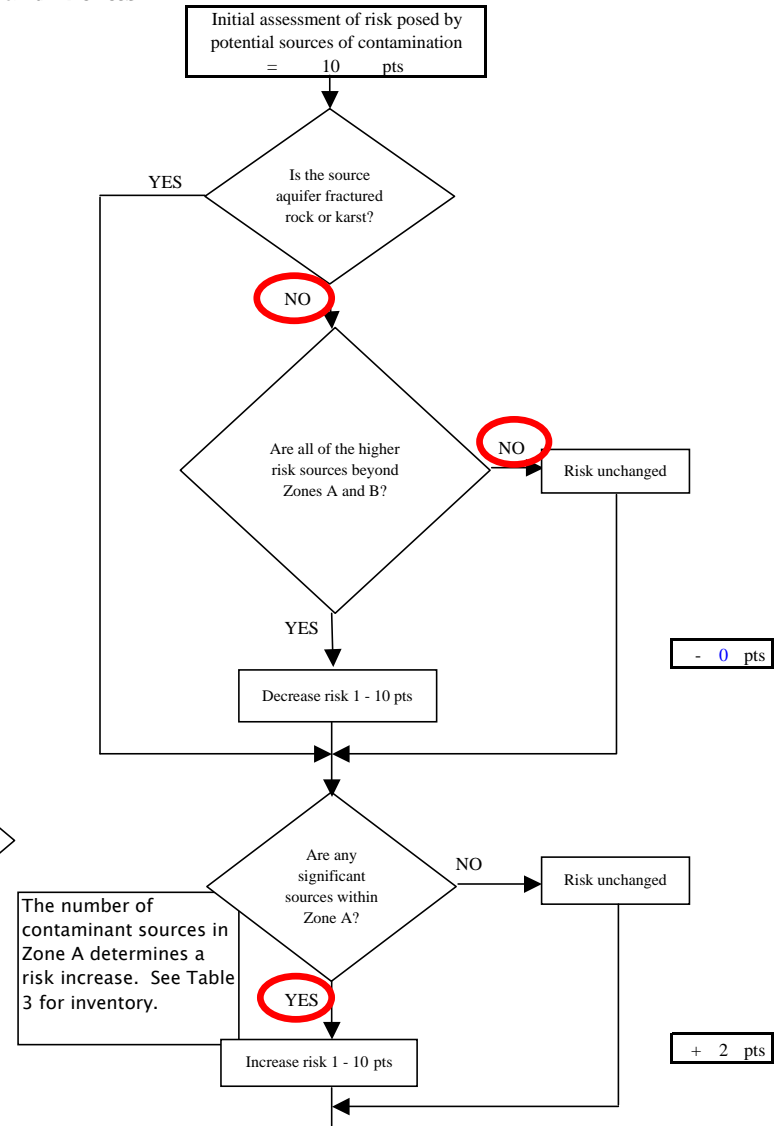 Initial assessment of risk posed by
potential sources of contamination
= 10 pts
YES
Is the source
aquifer fractured
rock or karst?
NO
Are all of the higher
risk sources beyond
Zones A and B?
NO
Risk unchanged
YES
- 0 pts
Decrease risk 1 - 10 pts
Are any
significant
sources within
Zone A?
NO
Risk unchanged
The number of
contaminant sources in
Zone A determines a
risk increase. See Table
3 for inventory.
YES
+ 2 pts
Increase risk 1 - 10 pts